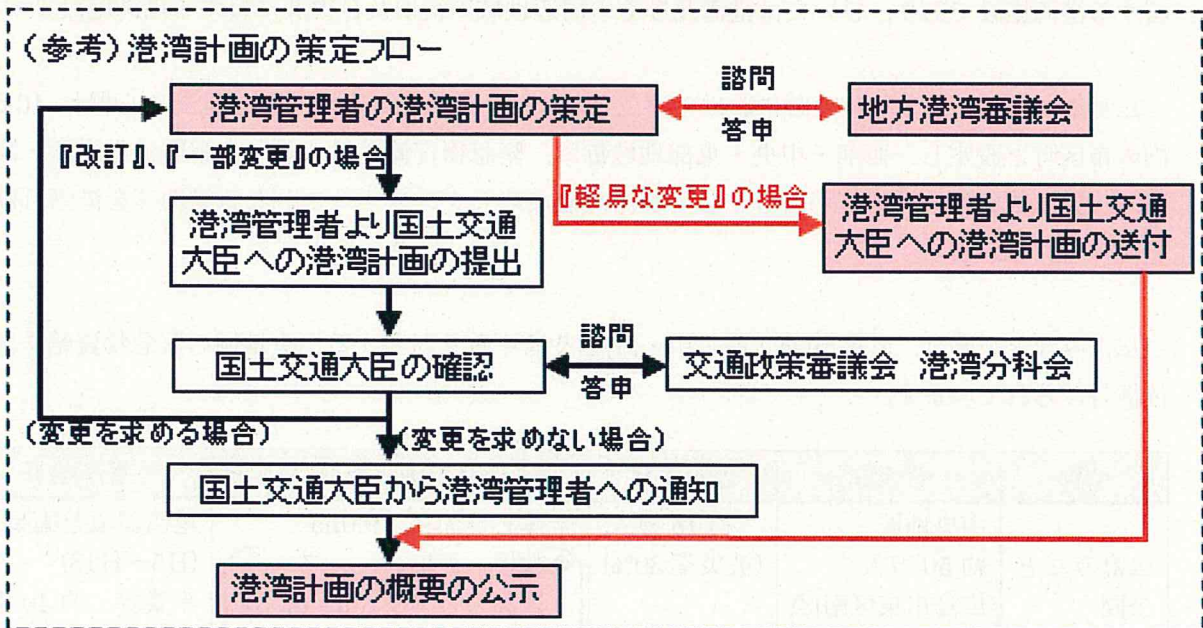 (参考)港湾計画の策定フロー
港湾管理者の港湾計画の策定
諮問
答申
地方港湾審議会
『改訂』、『一部変更』の場合
『軽易な変更』の場合
港湾管理者より国土交通
大臣への港湾計画の提出
港湾管理者より国土交通
大臣への港湾計画の送付
国土交通大臣の確認
諮問
答申
交通政策審議会 港湾分科会
(変更を求める場合)
(変更を求めない場合)
国土交通大臣から港湾管理者への通知
港湾計画の概要の公示